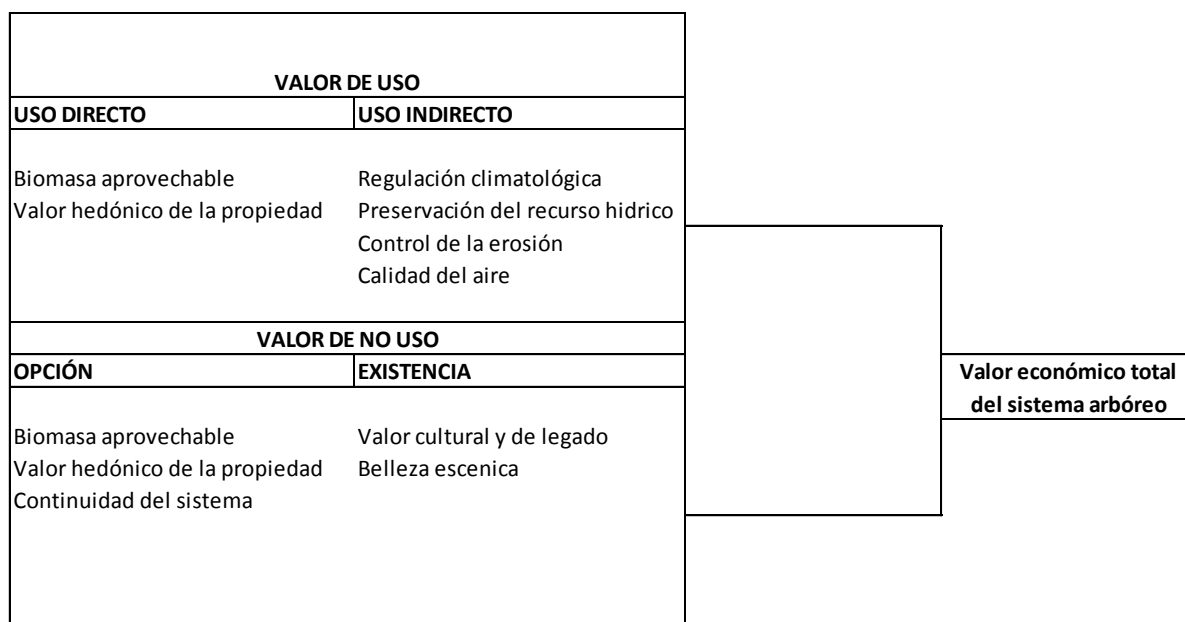 VALOR DE USO
USO DIRECTO USO INDIRECTO
Biomasa aprovechable Regulación climatológica
Valor hedónico de la propiedad Preservación del recurso hidrico
Control de la erosión
Calidad del aire
VALOR DE NO USO
OPCIÓN EXISTENCIA
Valor económico total
del sistema arbóreo
Biomasa aprovechable Valor cultural y de legado
Valor hedónico de la propiedad Belleza escenica
Continuidad del sistema